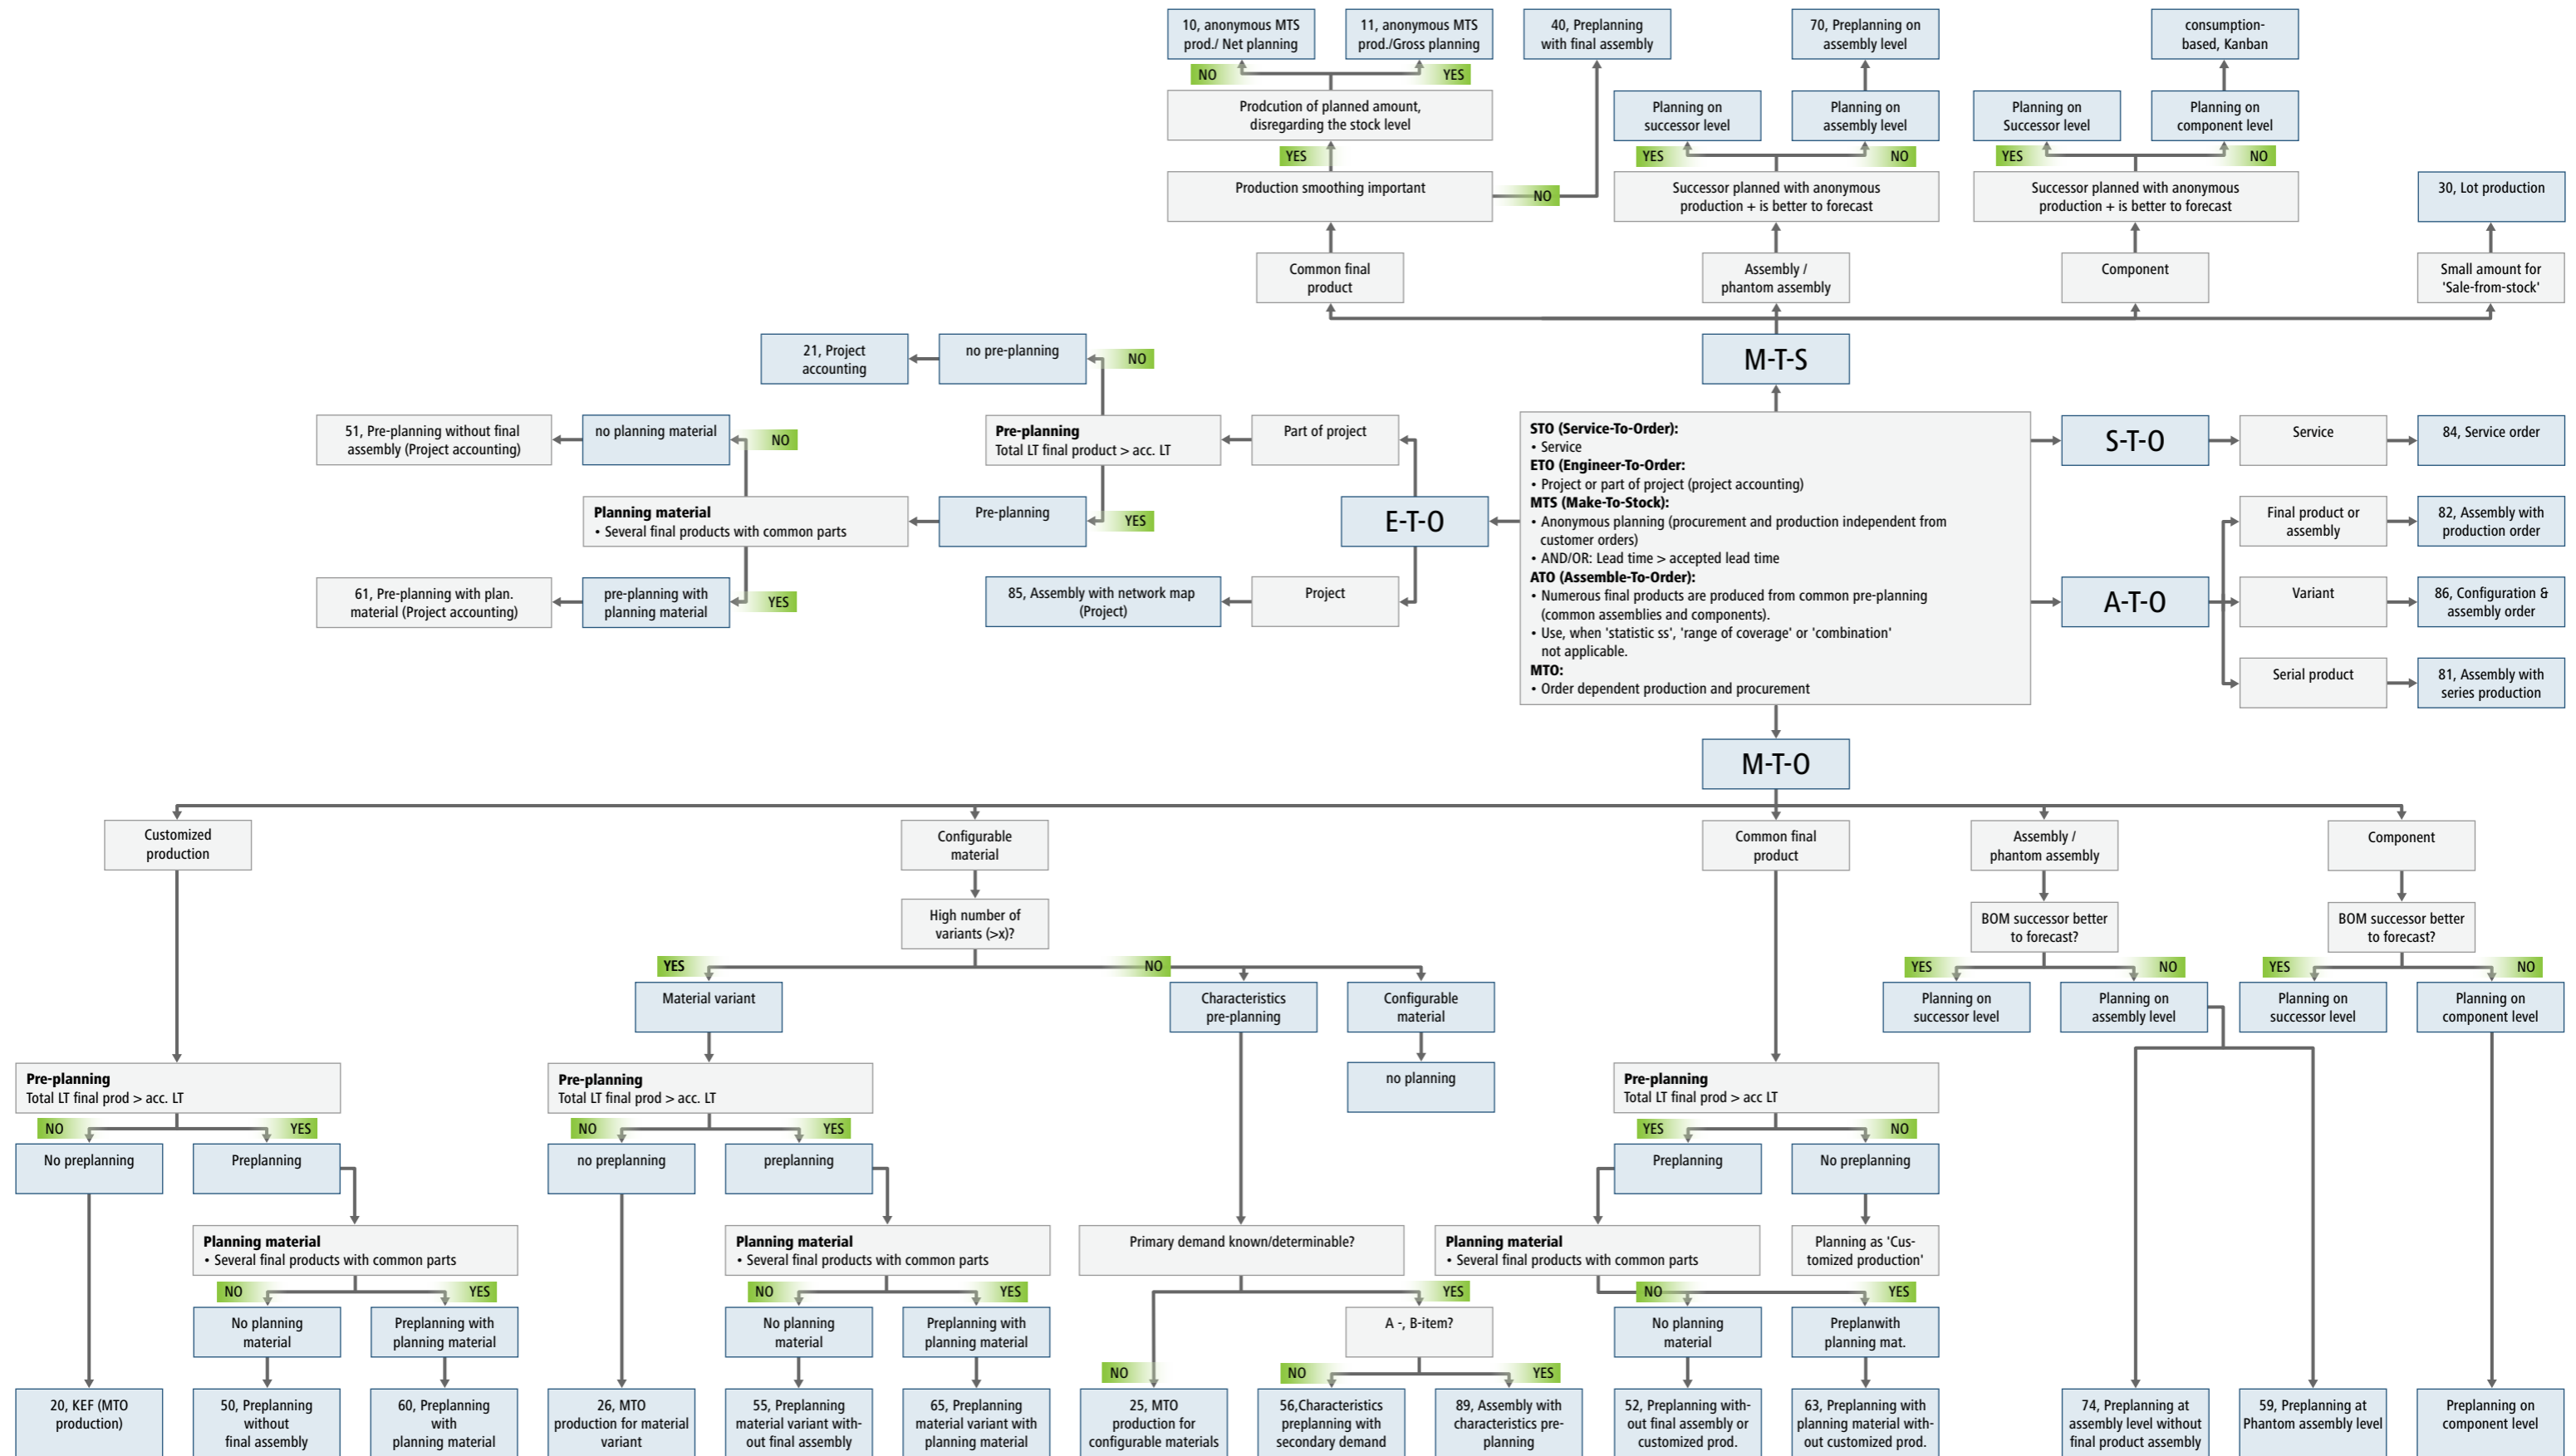 10, anonymous MTS
prod./ Net planning
11, anonymous MTS
prod./Gross planning
40, Preplanning
with final assembly
70, Preplanning on
assembly level
consumption-
based, Kanban
NO
YES
Prodcution of planned amount,
disregarding the stock level
Planning on
successor level
Planning on
assembly level
Planning on
Successor level
Planning on
component level
YES
YES
NO
YES
NO
Production smoothing important
NO
Successor planned with anonymous
production + is better to forecast
Successor planned with anonymous
production + is better to forecast
30, Lot production
Common final
product
Assembly /
phantom assembly
Component
Small amount for
'Sale-from-stock'
M-T-S
21, Project
accounting
no pre-planning
NO
51, Pre-planning without final
assembly (Project accounting)
no planning material
NO
Pre-planning
Total LT final product > acc. LT
Part of project
Planning material
• Several final products with common parts
Pre-planning
YES
E-T-O
61, Pre-planning with plan.
material (Project accounting)
pre-planning with
planning material
YES
85, Assembly with network map
(Project)
Project
STO (Service-To-Order):
• Service
ETO (Engineer-To-Order:
• Project or part of project (project accounting)
MTS (Make-To-Stock):
• Anonymous planning (procurement and production independent from
customer orders)
• AND/OR: Lead time > accepted lead time
ATO (Assemble-To-Order):
• Numerous final products are produced from common pre-planning
(common assemblies and components).
• Use, when 'statistic ss', 'range of coverage' or 'combination'
not applicable.
MTO:
• Order dependent production and procurement
S-T-O
Service
84, Service order
A-T-O
Final product or
assembly
82, Assembly with
production order
Variant
86, Configuration &
assembly order
Serial product
81, Assembly with
series production
M-T-O
Customized
production
Configurable
material
Common final
product
Assembly /
phantom assembly
Component
High number of
variants (>x)?
BOM successor better
to forecast?
BOM successor better
to forecast?
YES
NO
YES
NO
YES
NO
Material variant
Characteristics
pre-planning
Configurable
material
Planning on
successor level
Planning on
assembly level
Planning on
successor level
Planning on
component level
Pre-planning
Total LT final prod > acc. LT
Pre-planning
Total LT final prod > acc. LT
no planning
Pre-planning
Total LT final prod > acc LT
NO
YES
NO
YES
YES
NO
No preplanning
Preplanning
no preplanning
preplanning
Preplanning
No preplanning
Planning material
• Several final products with common parts
Planning material
• Several final products with common parts
Primary demand known/determinable?
Planning material
• Several final products with common parts
Planning as 'Cus-
tomized production'
NO
YES
NO
YES
YES
NO
YES
No planning
material
Preplanning with
planning material
No planning
material
Preplanning with
planning material
A -, B-item?
No planning
material
Preplanwith
planning mat.
NO
NO
YES
20, KEF (MTO
production)
50, Preplanning
without
final assembly
60, Preplanning
with
planning material
26, MTO
production for material
variant
55, Preplanning
material variant with-
out final assembly
65, Preplanning
material variant with
planning material
25, MTO
production for
configurable materials
56,Characteristics
preplanning with
secondary demand
89, Assembly with
characteristics pre-
planning
52, Preplanning with-
out final assembly or
customized prod.
63, Preplanning with
planning material with-
out customized prod.
74, Preplanning at
assembly level without
final product assembly
59, Preplanning at
Phantom assembly level
Preplanning on
component level